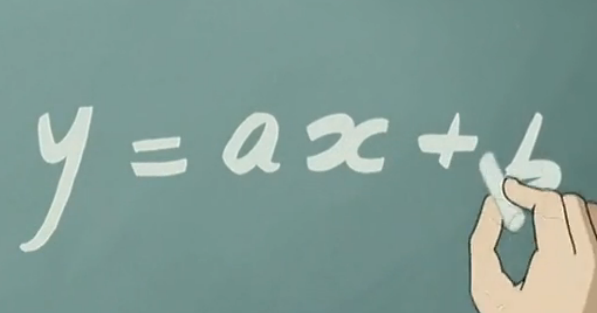 y = ax + b